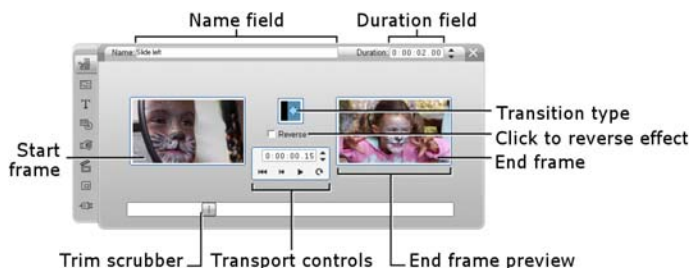 Name field
Duration field
Name: Slide left
Duration: 0:00:02.00
T
Transition type
Reverse
Click to reverse effect
Start
frame
0:00:00.15
End frame
Trim scrubber
Transport controls
End frame preview